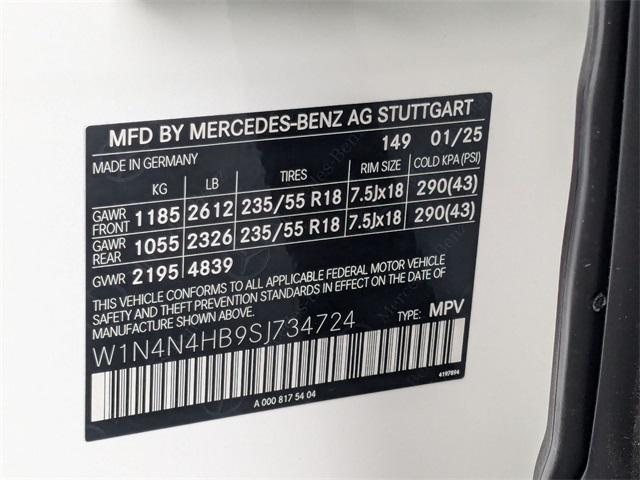 MFD BY MERCEDES-BENZ AG STUTTGART
MADE IN GERMANY 149 01/25
KG LB TIRES RIM SIZE COLD KPA (PSI)
GAWR FRONT 1185 2612 235/55 R18 7.5Jx18 290(43)
GAWR REAR 1055 2326 235/55 R18 7.5Jx18 290(43)
GVWR 2195 4839
THIS VEHICLE CONFORMS TO ALL APPLICABLE FEDERAL MOTOR VEHICLE
SAFETY AND THEFT PREVENTION STANDARDS IN EFFECT ON THE DATE OF
MANUFACTURE SHOWN ABOVE.
TYPE: MPV
W1N4N4HB9SJ734724
A 000 817 54 04
4197894